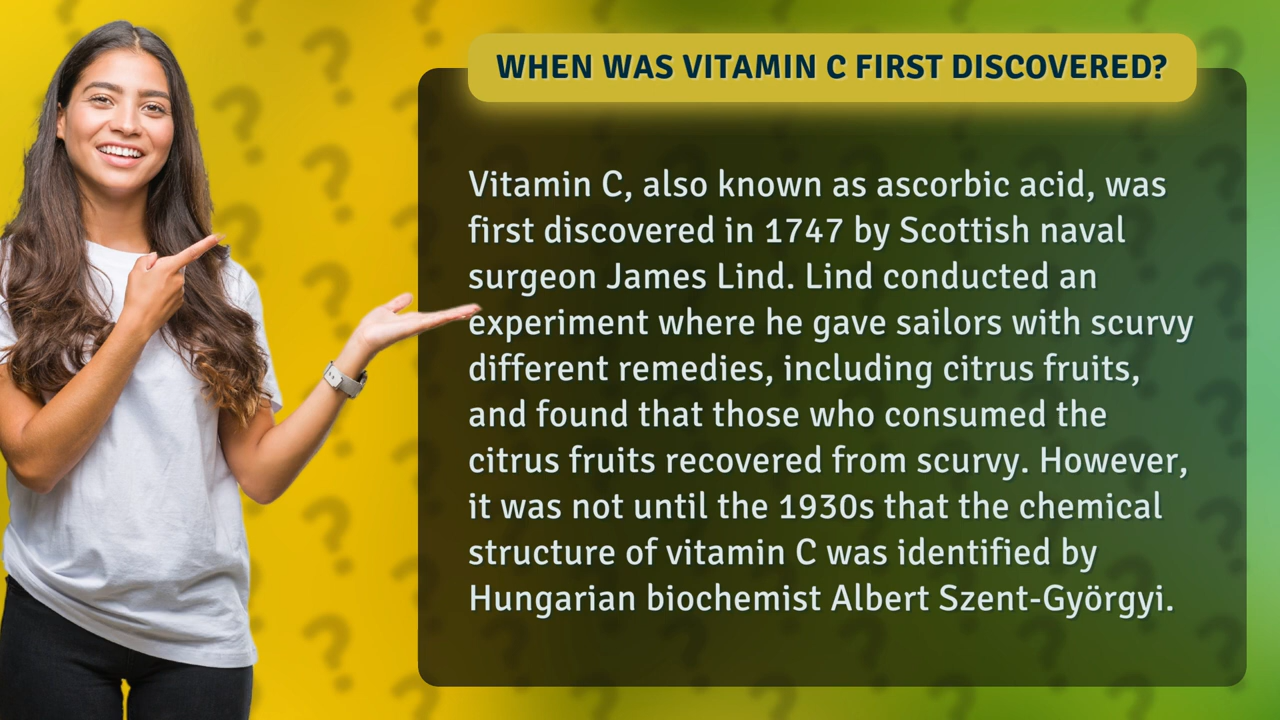 WHEN WAS VITAMIN C FIRST DISCOVERED?
Vitamin C, also known as ascorbic acid, was
first discovered in 1747 by Scottish naval
surgeon James Lind. Lind conducted an
experiment where he gave sailors with scurvy
different remedies, including citrus fruits,
and found that those who consumed the
citrus fruits recovered from scurvy. However,
it was not until the 1930s that the chemical
structure of vitamin C was identified by
Hungarian biochemist Albert Szent-Györgyi.